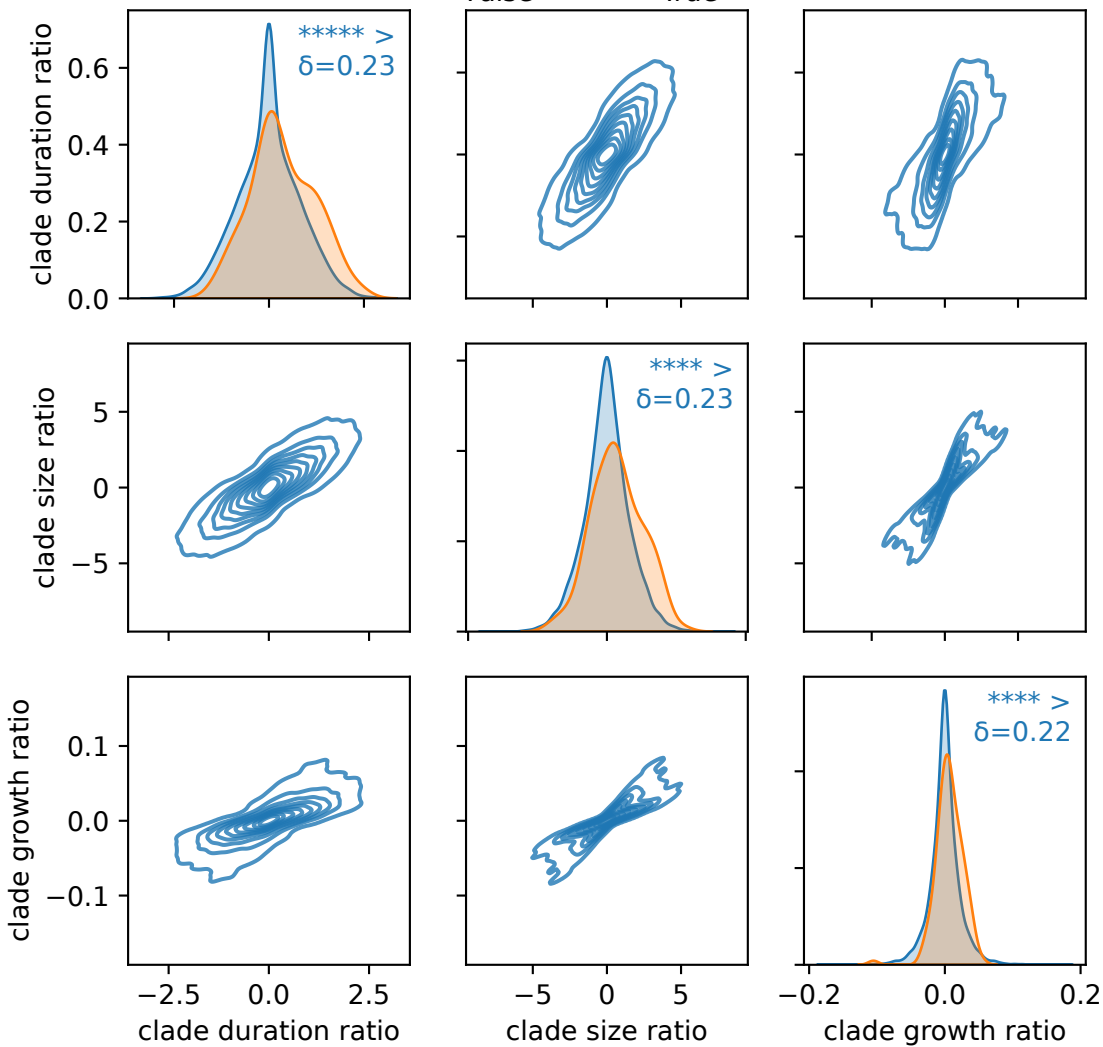 clade duration ratio
0.6
0.4
0.2
0.0
***** >
δ=0.23
clade size ratio
5
0
−5
**** >
δ=0.23
clade growth ratio
0.1
0.0
−0.1
**** >
δ=0.22
−2.5 0.0 2.5
−5 0 5
−0.2 0.0 0.2
clade duration ratio
clade size ratio
clade growth ratio